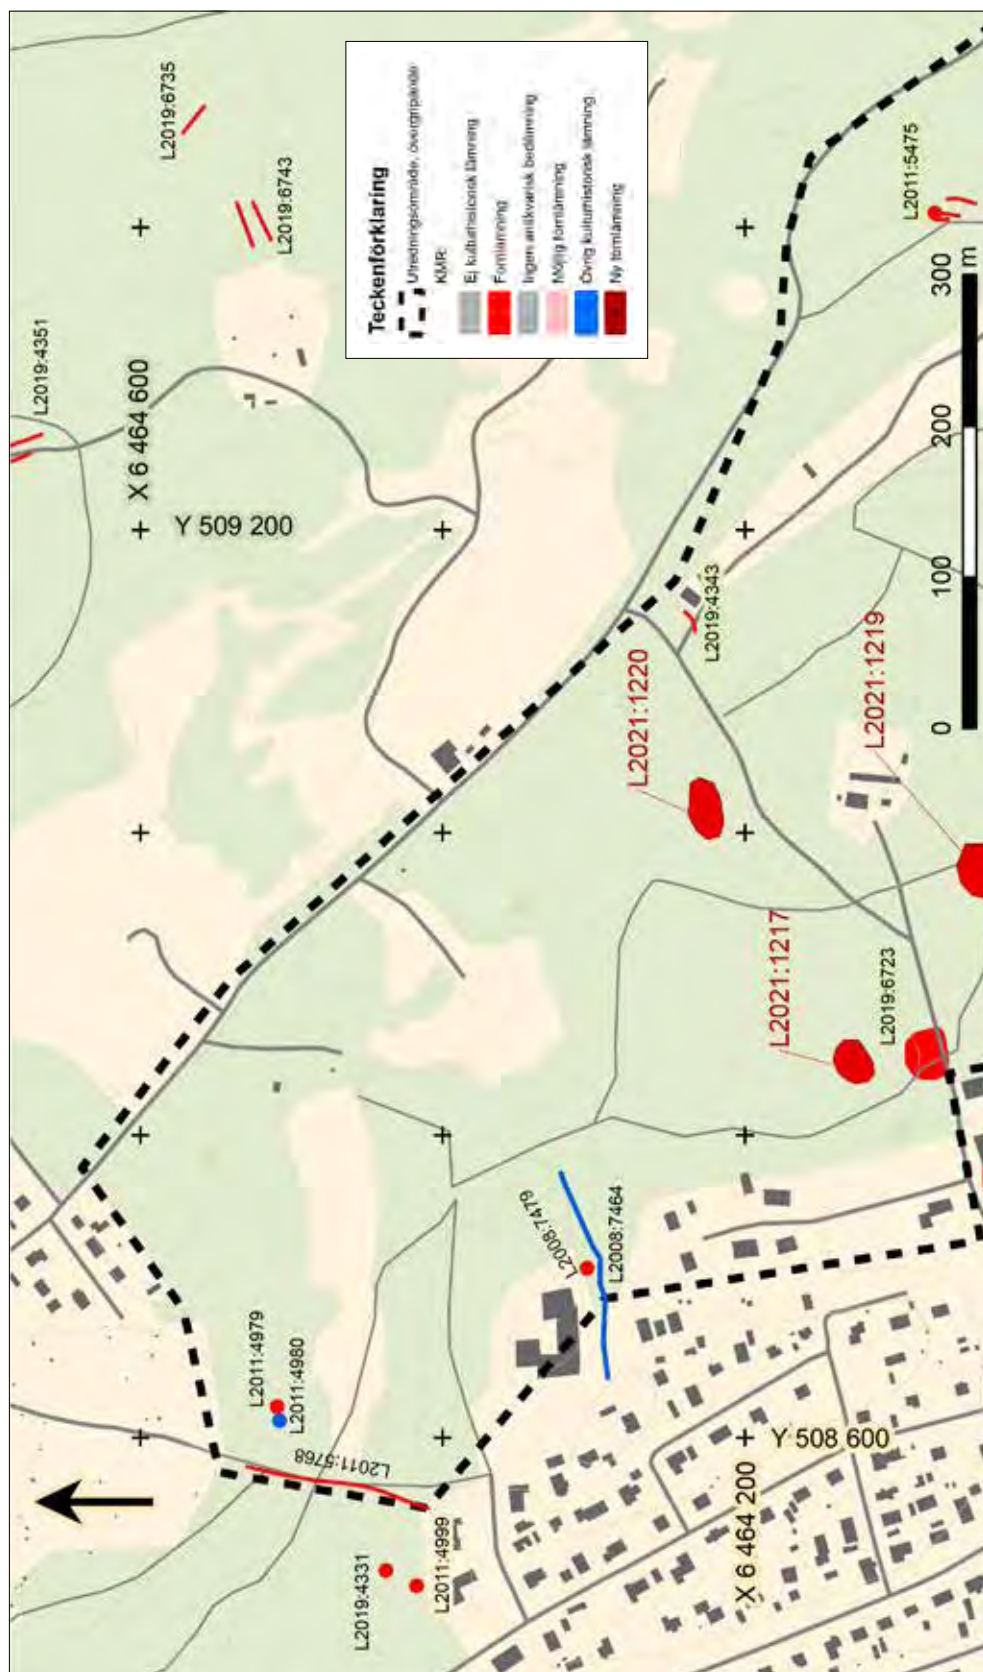 L2019:6735
L2019:6743
L2019:4351
X 6 464 600
Y 509 200
Teckenförklaring
Utredningsområde, övergripande
KMR:
Ej kulturhistorisk lämning
Fornlämning
Ingen antikvarisk bedömning
Möjlig fornlämning
Övrig kulturhistorisk lämning
Ny fornlämning
L2011:5475
0 100 200 300
m
L2019:4343
L2021:1220
L2021:1219
L2021:1217
L2019:6723
L2008:7479
L2008:7464
L2011:4979
L2011:4980
L2011:5768
L2019:4331
L2011:4999
Y 508 600
X 6 464 200